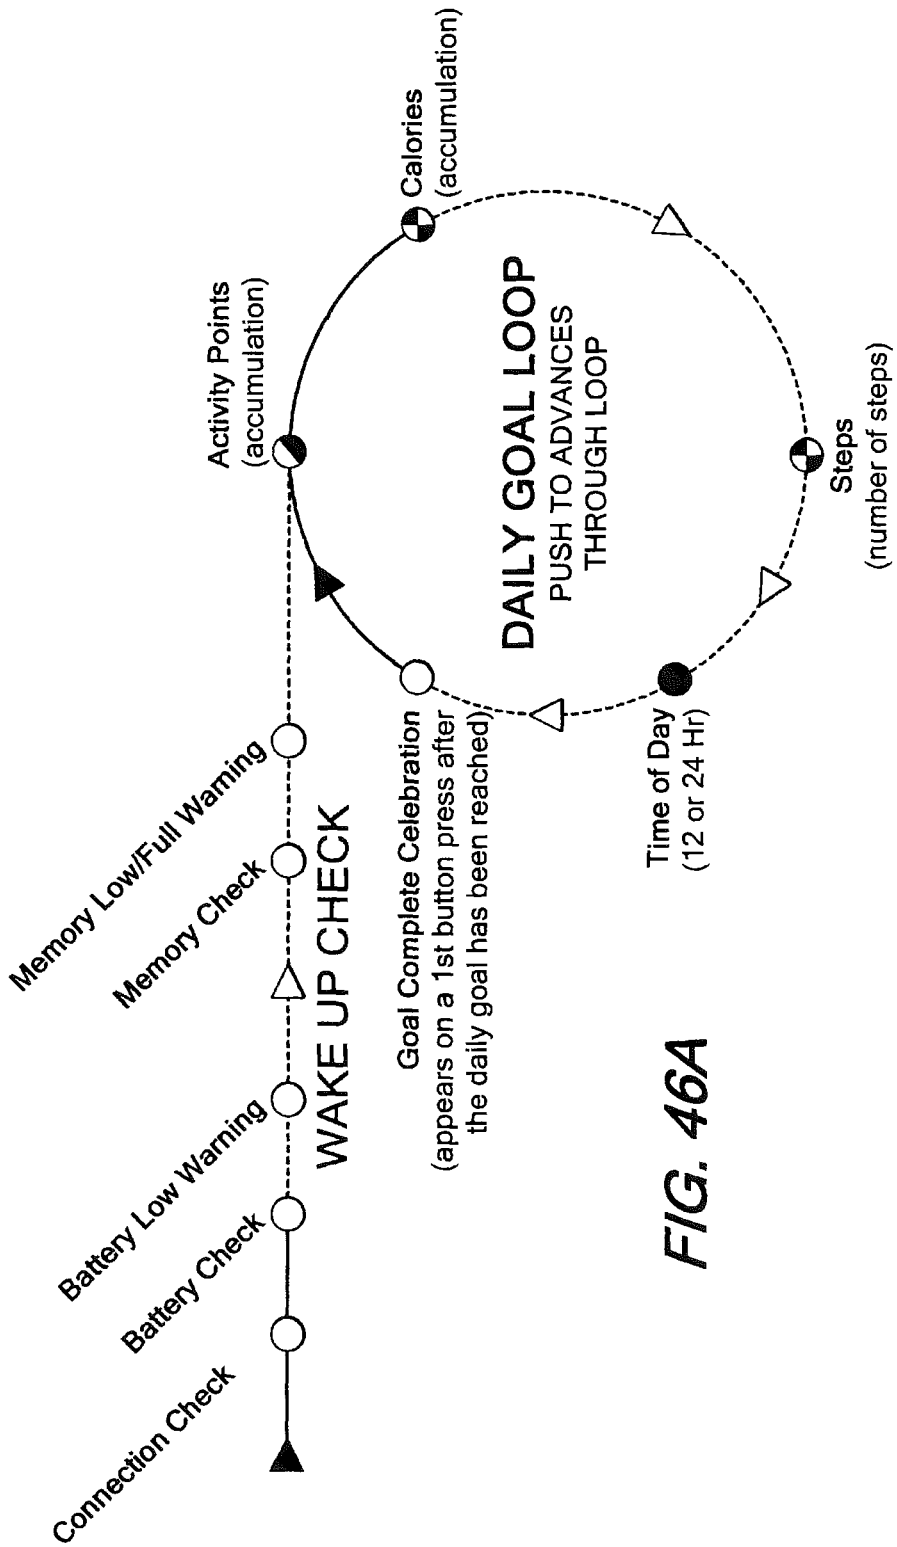 Connection Check
Battery Check
Battery Low Warning
Memory Check
Memory Low/Full Warning
WAKE UP CHECK
Activity Points
(accumulation)
Calories
(accumulation)
DAILY GOAL LOOP
PUSH TO ADVANCES
THROUGH LOOP
Goal Complete Celebration
(appears on a 1st button press after
the daily goal has been reached)
Time of Day
(12 or 24 Hr)
Steps
(number of steps)
FIG. 46A